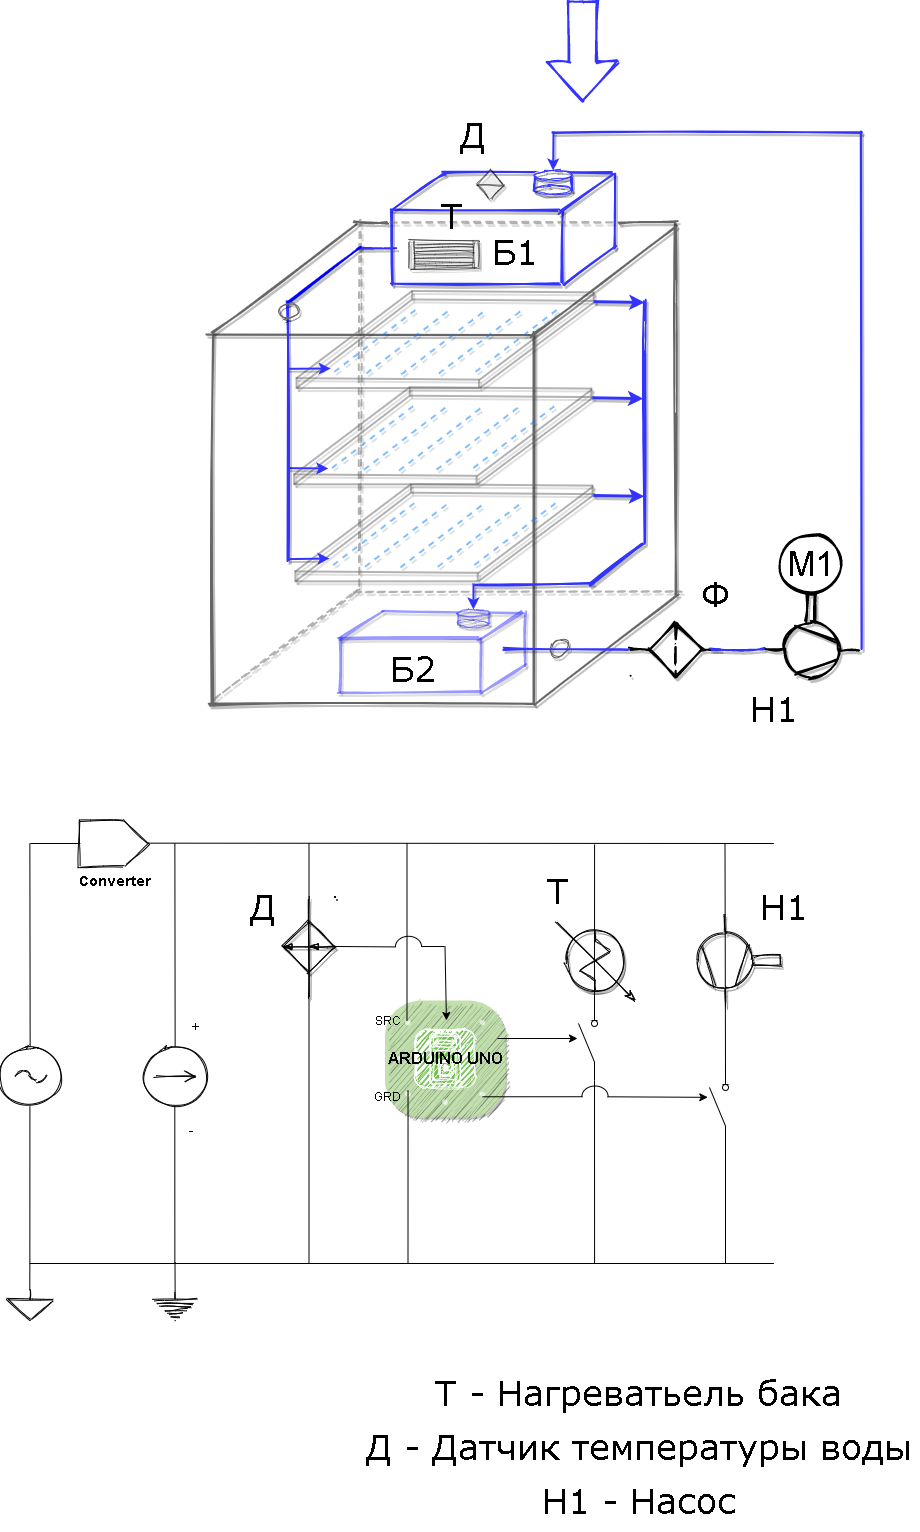 Д
Т
Б1
М1
Ф
Б2
Н1
Converter
Д
Т
Н1
SRC
+
ARDUINO UNO
GRD
-
Т - Нагреватьель бака
Д - Датчик температуры воды
Н1 - Насос